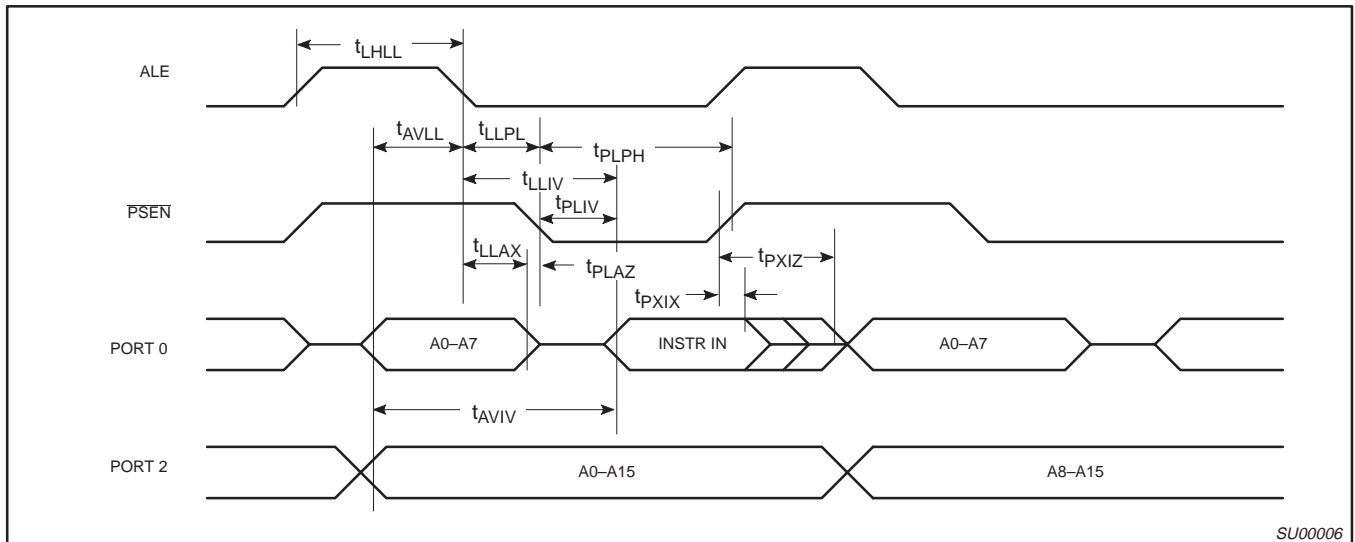 tLHLL
ALE
tAVLL tLLPL
tPLPH
tLLIV
PSEN
tPLIV
tLLAX
tPLAZ
tPXIZ
tPXIX
PORT 0 A0–A7 INSTR IN A0–A7
tAVIV
PORT 2 A0–A15 A8–A15
SU00006